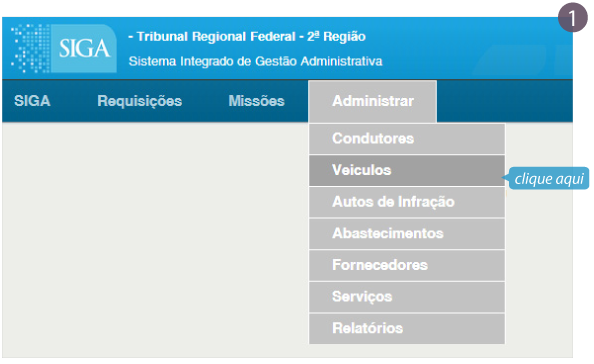 1
SIGA
- Tribunal Regional Federal - 2ª Região
Sistema Integrado de Gestão Administrativa
SIGA Requisições Missões Administrar
Condutores
Veiculos
clique aqui
Autos de Infração
Abastecimentos
Fornecedores
Serviços
Relatórios